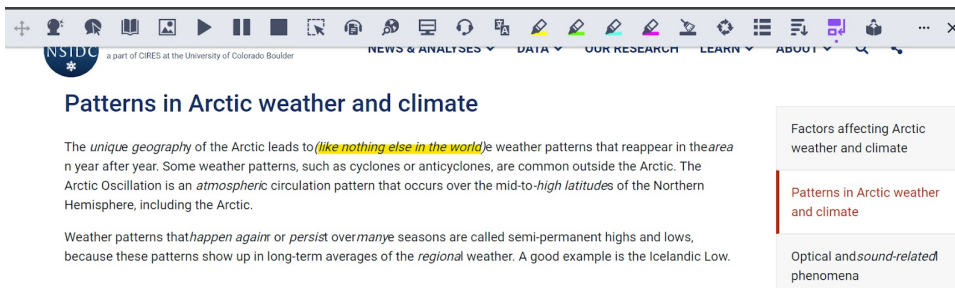 NSIDC
a part of CIRES at the University of Colorado Boulder
NEWS & ANALYSES DATA OUR RESEARCH LEARN ABOUT
Patterns in Arctic weather and climate
The unique geography of the Arctic leads to(like nothing else in the world)e weather patterns that reappear in thearea
n year after year. Some weather patterns, such as cyclones or anticyclones, are common outside the Arctic. The
Arctic Oscillation is an atmospheric circulation pattern that occurs over the mid-to-high latitudes of the Northern
Hemisphere, including the Arctic.
Weather patterns thathappen againr or persist overmanye seasons are called semi-permanent highs and lows,
because these patterns show up in long-term averages of the regional weather. A good example is the Icelandic Low.
Factors affecting Arctic
weather and climate
Patterns in Arctic weather
and climate
Optical andsound-relatedl
phenomena